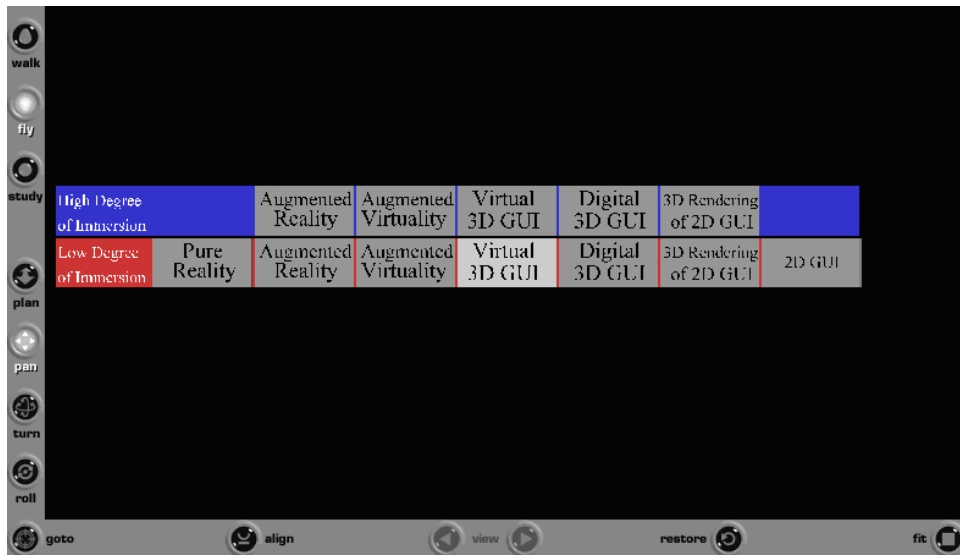 walk
fly
study
plan
pan
turn
roll
High Degree
of Immersion
Augmented
Reality
Augmented
Virtuality
Virtual
3D GUI
Digital
3D GUI
3D Rendering
of 2D GUI
Low Degree
of Immersion
Pure
Reality
Augmented
Reality
Augmented
Virtuality
Virtual
3D GUI
Digital
3D GUI
3D Rendering
of 2D GUI
2D GUI
goto
align
view
restore
fit